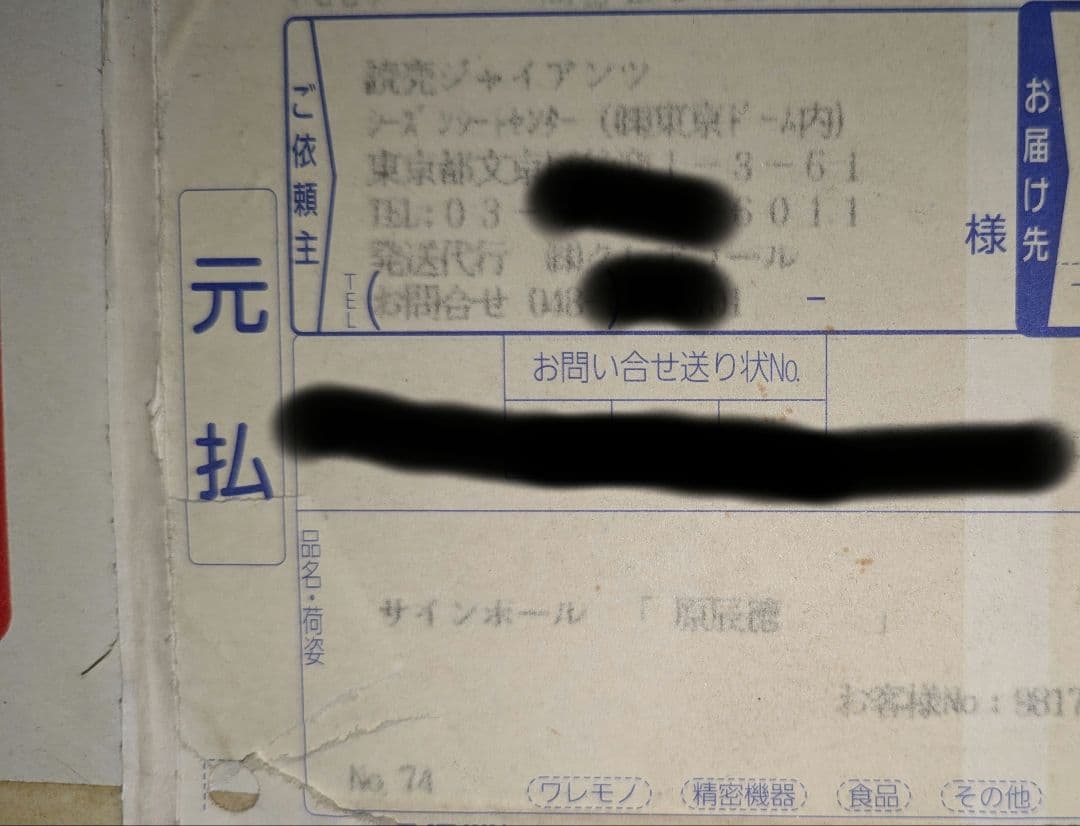 お届け先
様
ご依頼主
読売ジャイアンツ
シーズンシートセンター (㈱東京ドーム内)
東京都文京 1-3-61
TEL:03- 6011
発送代行 ール
TEL( お問合せ (048- -
元払
お問い合せ送り状No.
品名・荷姿
サインボール 「 原辰徳 」
お客様No:9817
No. 74
ワレモノ 精密機器 食品 その他